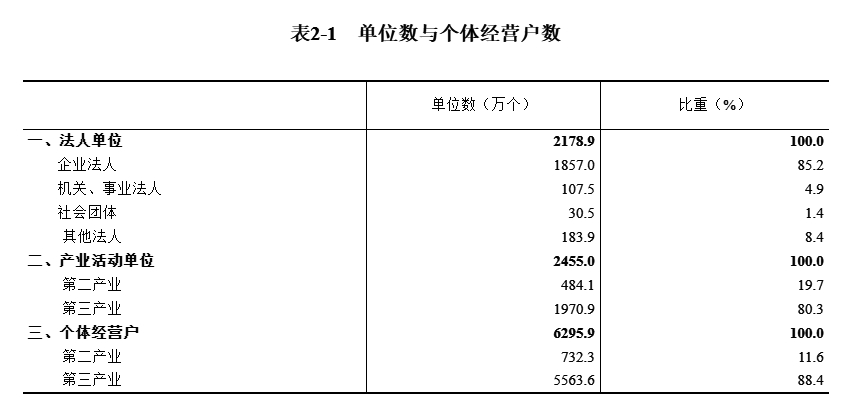 表2-1 单位数与个体经营户数
单位数（万个） 比重（%）
一、法人单位 2178.9 100.0
企业法人 1857.0 85.2
机关、事业法人 107.5 4.9
社会团体 30.5 1.4
其他法人 183.9 8.4
二、产业活动单位 2455.0 100.0
第二产业 484.1 19.7
第三产业 1970.9 80.3
三、个体经营户 6295.9 100.0
第二产业 732.3 11.6
第三产业 5563.6 88.4